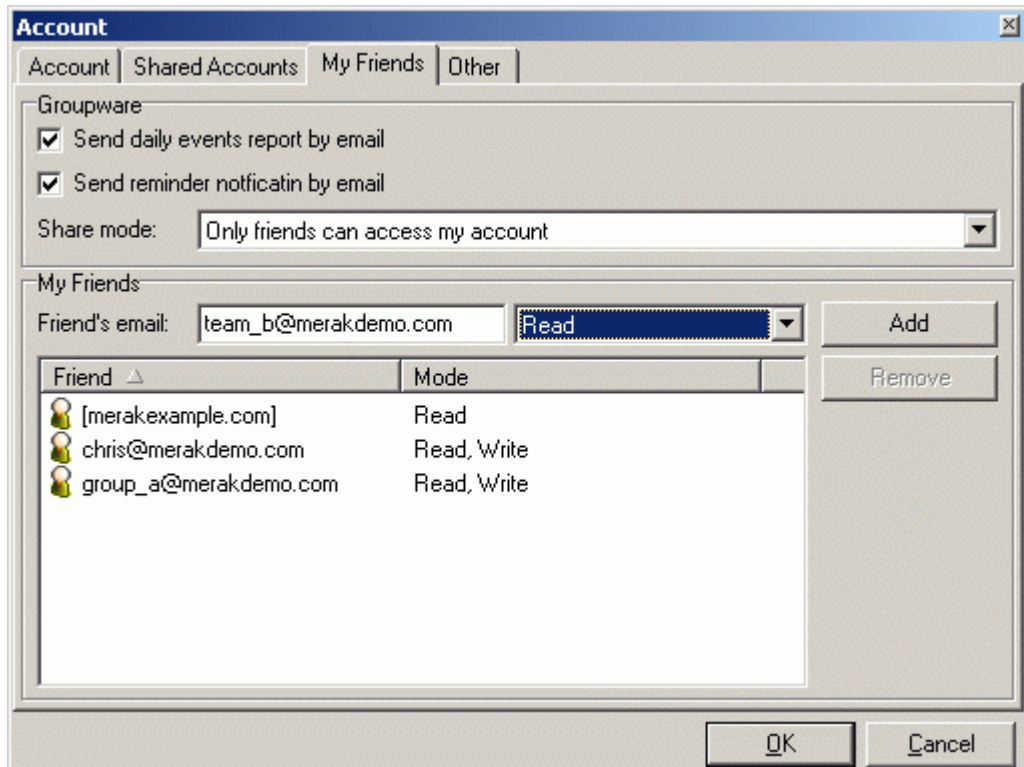 Account
Account Shared Accounts My Friends Other
Groupware
Send daily events report by email
Send reminder notficatin by email
Share mode: Only friends can access my account
My Friends
Friend's email: team_b@merakdemo.com Read Add
Friend Mode Remove
[merakexample.com] Read
chris@merakdemo.com Read, Write
group_a@merakdemo.com Read, Write
OK Cancel